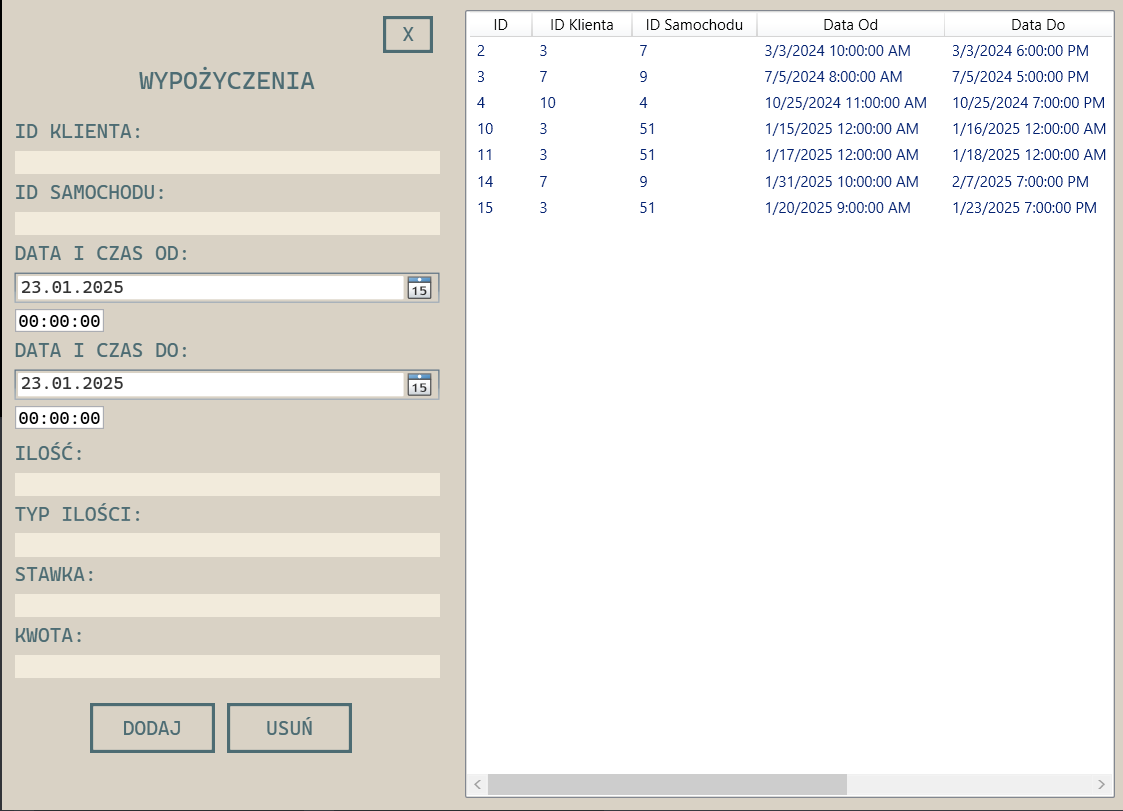 X
WYPOŻYCZENIA
ID KLIENTA:
ID SAMOCHODU:
DATA I CZAS OD:
23.01.2025
15
00:00:00
DATA I CZAS DO:
23.01.2025
15
00:00:00
ILOŚĆ:
TYP ILOŚCI:
STAWKA:
KWOTA:
DODAJ USUŃ
ID ID Klienta ID Samochodu Data Od Data Do
2 3 7 3/3/2024 10:00:00 AM 3/3/2024 6:00:00 PM
3 7 9 7/5/2024 8:00:00 AM 7/5/2024 5:00:00 PM
4 10 4 10/25/2024 11:00:00 AM 10/25/2024 7:00:00 PM
10 3 51 1/15/2025 12:00:00 AM 1/16/2025 12:00:00 AM
11 3 51 1/17/2025 12:00:00 AM 1/18/2025 12:00:00 AM
14 7 9 1/31/2025 10:00:00 AM 2/7/2025 7:00:00 PM
15 3 51 1/20/2025 9:00:00 AM 1/23/2025 7:00:00 PM